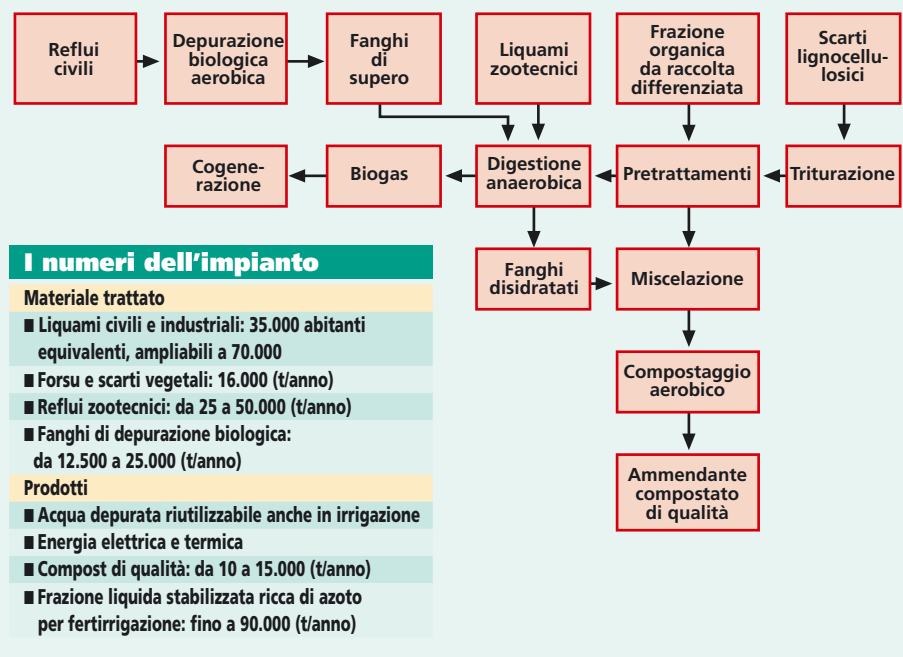 Reflui
civili
Depurazione
biologica
aerobica
Fanghi
di
supero
Liquami
zootecnici
Frazione
organica
da raccolta
differenziata
Scarti
lignocellu-
losici
Cogene-
razione
Biogas
Digestione
anaerobica
Pretrattamenti
Triturazione
Fanghi
disidratati
Miscelazione
Compostaggio
aerobico
Ammendante
compostato
di qualità
I numeri dell'impianto
Materiale trattato
■ Liquami civili e industriali: 35.000 abitanti
equivalenti, ampliabili a 70.000
■ Forsu e scarti vegetali: 16.000 (t/anno)
■ Reflui zootecnici: da 25 a 50.000 (t/anno)
■ Fanghi di depurazione biologica:
da 12.500 a 25.000 (t/anno)
Prodotti
■ Acqua depurata riutilizzabile anche in irrigazione
■ Energia elettrica e termica
■ Compost di qualità: da 10 a 15.000 (t/anno)
■ Frazione liquida stabilizzata ricca di azoto
per fertirrigazione: fino a 90.000 (t/anno)